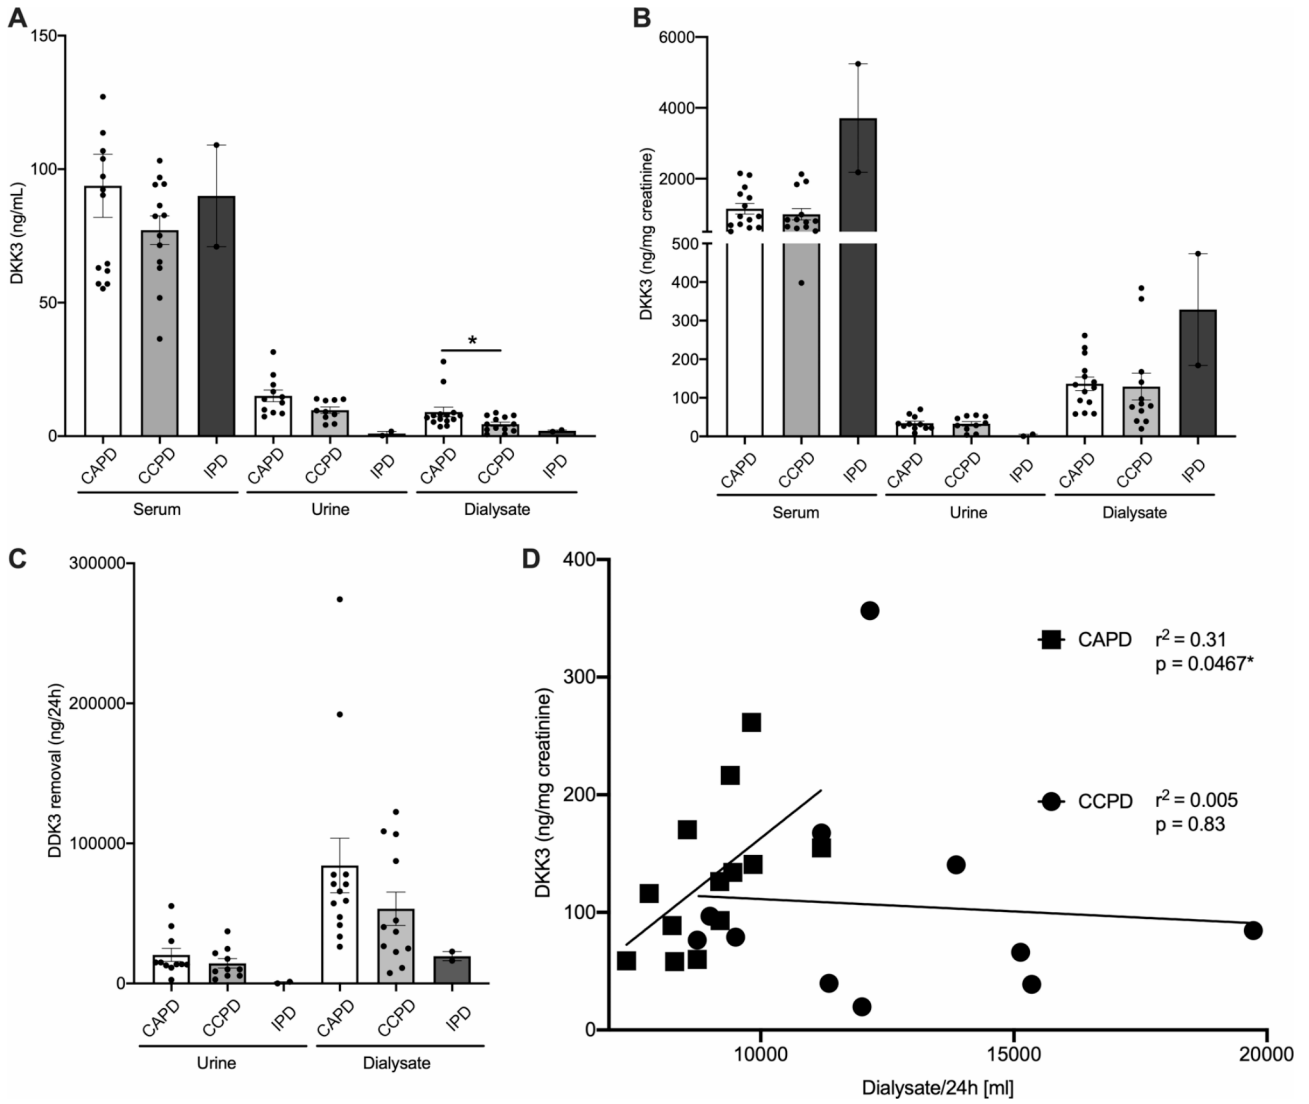 A
DKK3 (ng/mL)
150
100
50
0
*
CAPD CCPD IPD CAPD CCPD IPD CAPD CCPD IPD
Serum Urine Dialysate
B
DKK3 (ng/mg creatinine)
6000
4000
2000
500
400
300
200
100
0
CAPD CCPD IPD CAPD CCPD IPD CAPD CCPD IPD
Serum Urine Dialysate
C
DDK3 removal (ng/24h)
300000
200000
100000
0
CAPD CCPD IPD CAPD CCPD IPD
Urine Dialysate
D
DKK3 (ng/mg creatinine)
400
300
200
100
0
CAPD r² = 0.31
p = 0.0467*
CCPD r² = 0.005
p = 0.83
10000 15000 20000
Dialysate/24h [ml]